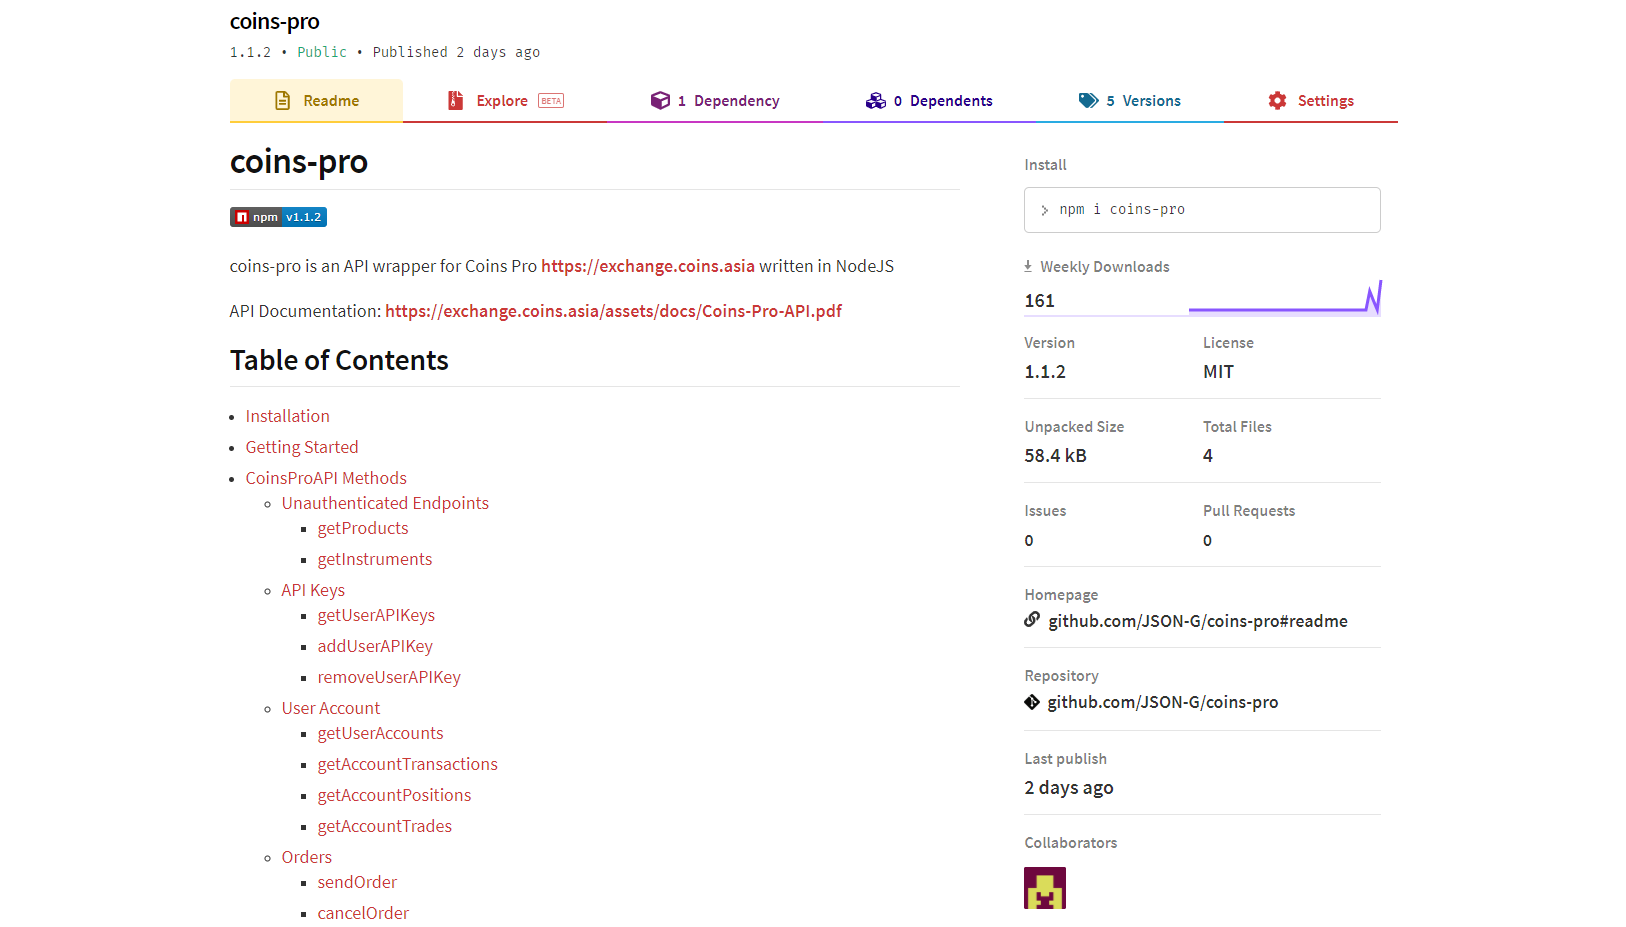 coins-pro
1.1.2 • Public • Published 2 days ago
Readme
Explore BETA
1 Dependency
0 Dependents
5 Versions
Settings
coins-pro
npm v1.1.2
coins-pro is an API wrapper for Coins Pro https://exchange.coins.asia written in NodeJS
API Documentation: https://exchange.coins.asia/assets/docs/Coins-Pro-API.pdf
Table of Contents
Installation
Getting Started
CoinsProAPI Methods
Unauthenticated Endpoints
getProducts
getInstruments
API Keys
getUserAPIKeys
addUserAPIKey
removeUserAPIKey
User Account
getUserAccounts
getAccountTransactions
getAccountPositions
getAccountTrades
Orders
sendOrder
cancelOrder
Install
npm i coins-pro
Weekly Downloads
161
Version
1.1.2
License
MIT
Unpacked Size
58.4 kB
Total Files
4
Issues
0
Pull Requests
0
Homepage
github.com/JSON-G/coins-pro#readme
Repository
github.com/JSON-G/coins-pro
Last publish
2 days ago
Collaborators